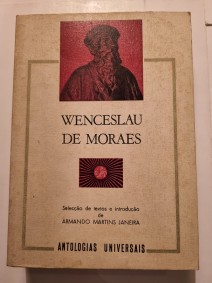 WENCESLAU
DE MORAES
Selecção de textos e introdução
de
ARMANDO MARTINS JANEIRA
ANTOLOGIAS UNIVERSAIS